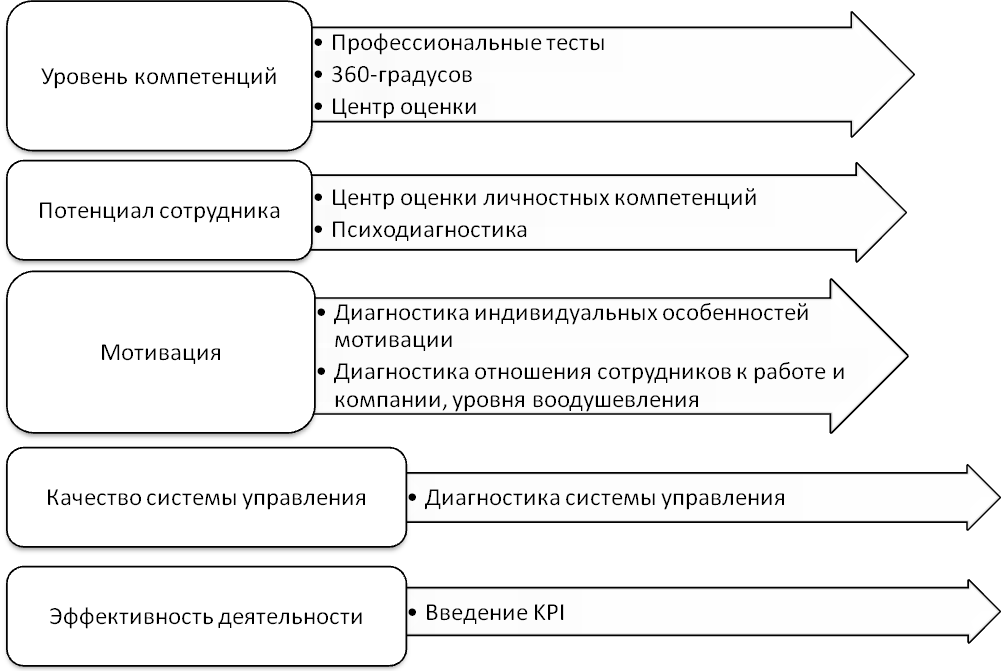 Уровень компетенций
• Профессиональные тесты
• 360-градусов
• Центр оценки
Потенциал сотрудника
• Центр оценки личностных компетенций
• Психодиагностика
Мотивация
• Диагностика индивидуальных особенностей
мотивации
• Диагностика отношения сотрудников к работе и
компании, уровня воодушевления
Качество системы управления
• Диагностика системы управления
Эффективность деятельности
• Введение KPI